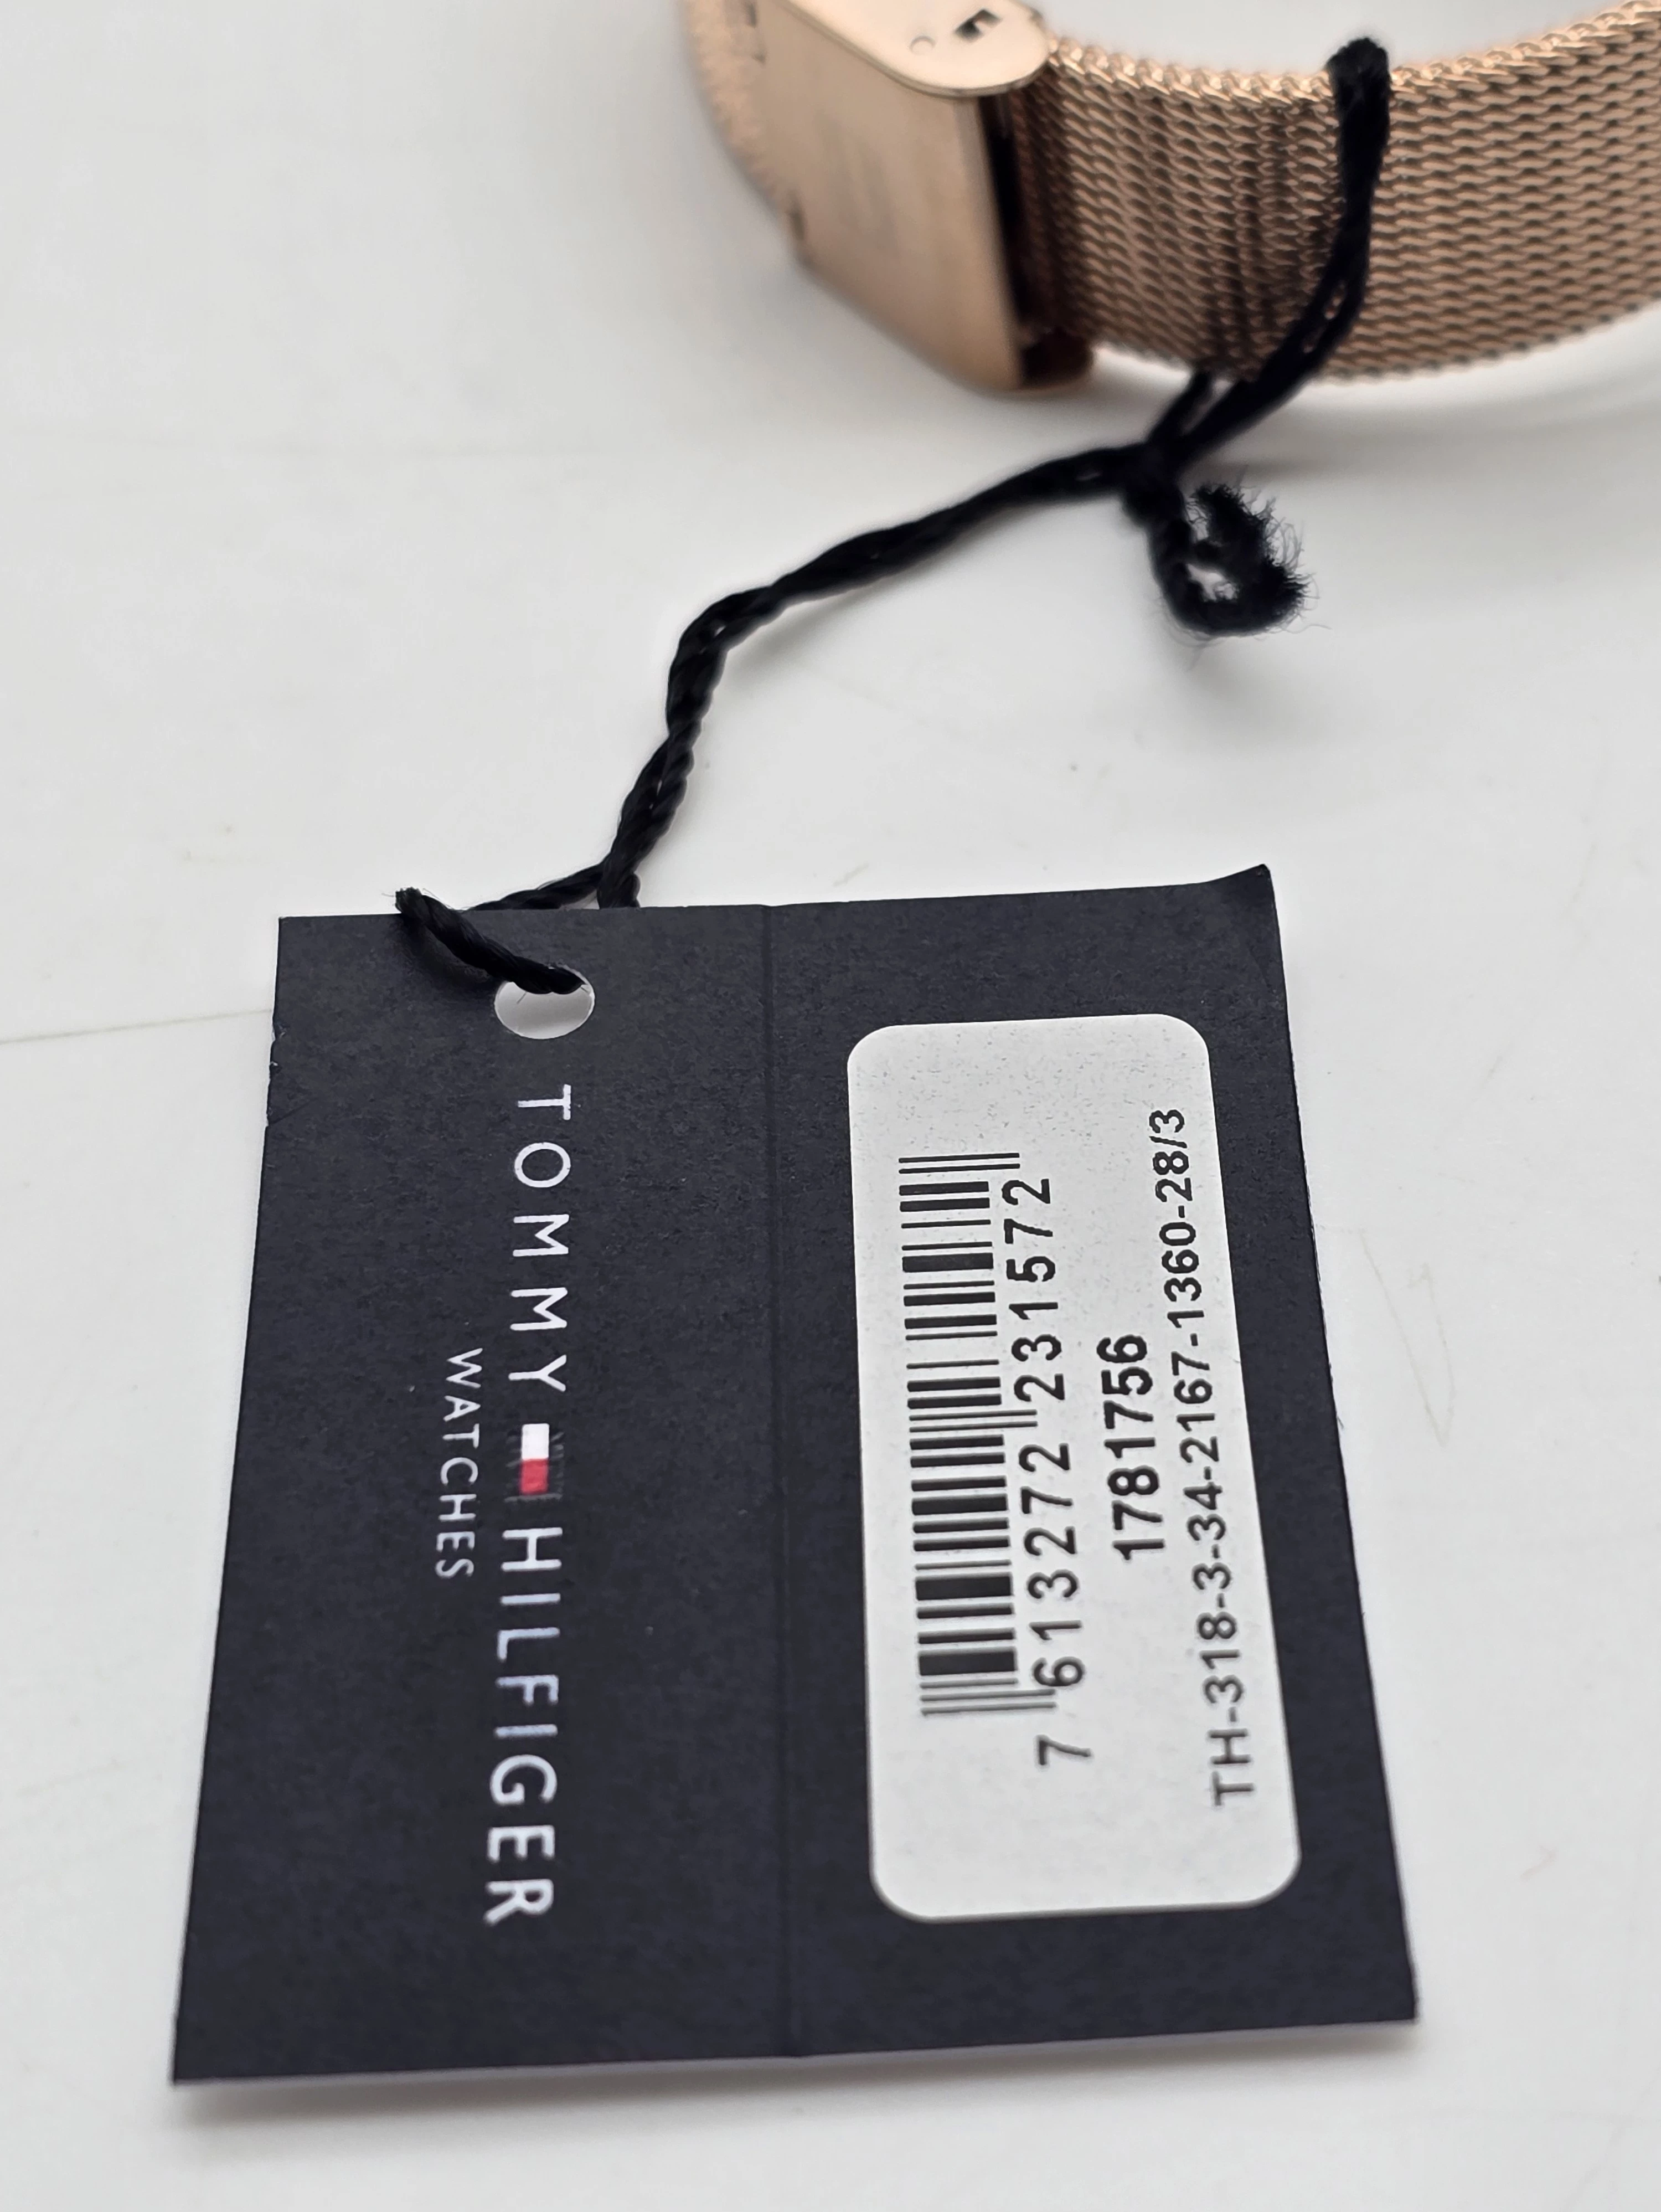 TOMMY HILFIGER
WATCHES
7 613272 231572
1781756
TH-318-3-34-2167-1360-28/3